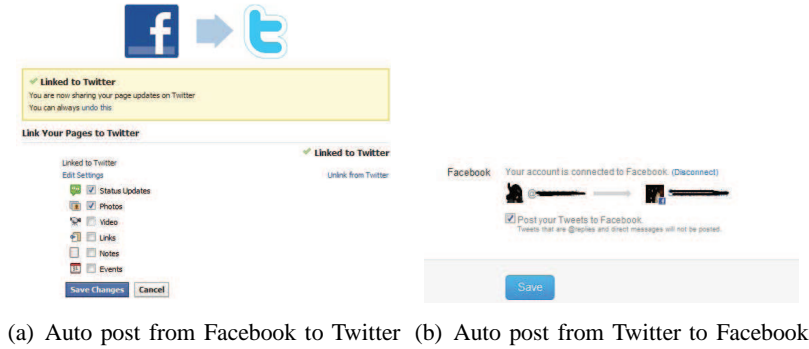 Linked to Twitter
You are now sharing your page updates on Twitter
You can always undo this
Link Your Pages to Twitter
Linked to Twitter
Linked to Twitter
Edit Settings
Unlink from Twitter
Status Updates
Photos
Video
Links
Notes
Events
Save Changes Cancel
Facebook Your account is connected to Facebook. (Disconnect)
@
Post your Tweets to Facebook.
Tweets that are @replies and direct messages will not be posted.
Save
(a) Auto post from Facebook to Twitter (b) Auto post from Twitter to Facebook